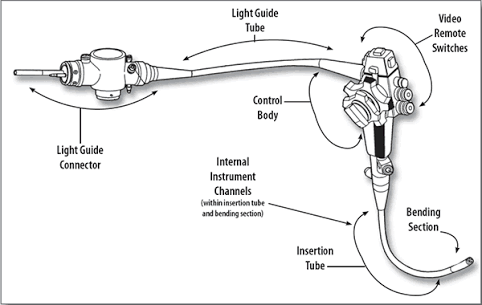 Light Guide
Tube
Video
Remote
Switches
Control
Body
Light Guide
Connector
Internal
Instrument
Channels
(within insertion tube
and bending section)
Bending
Section
Insertion
Tube